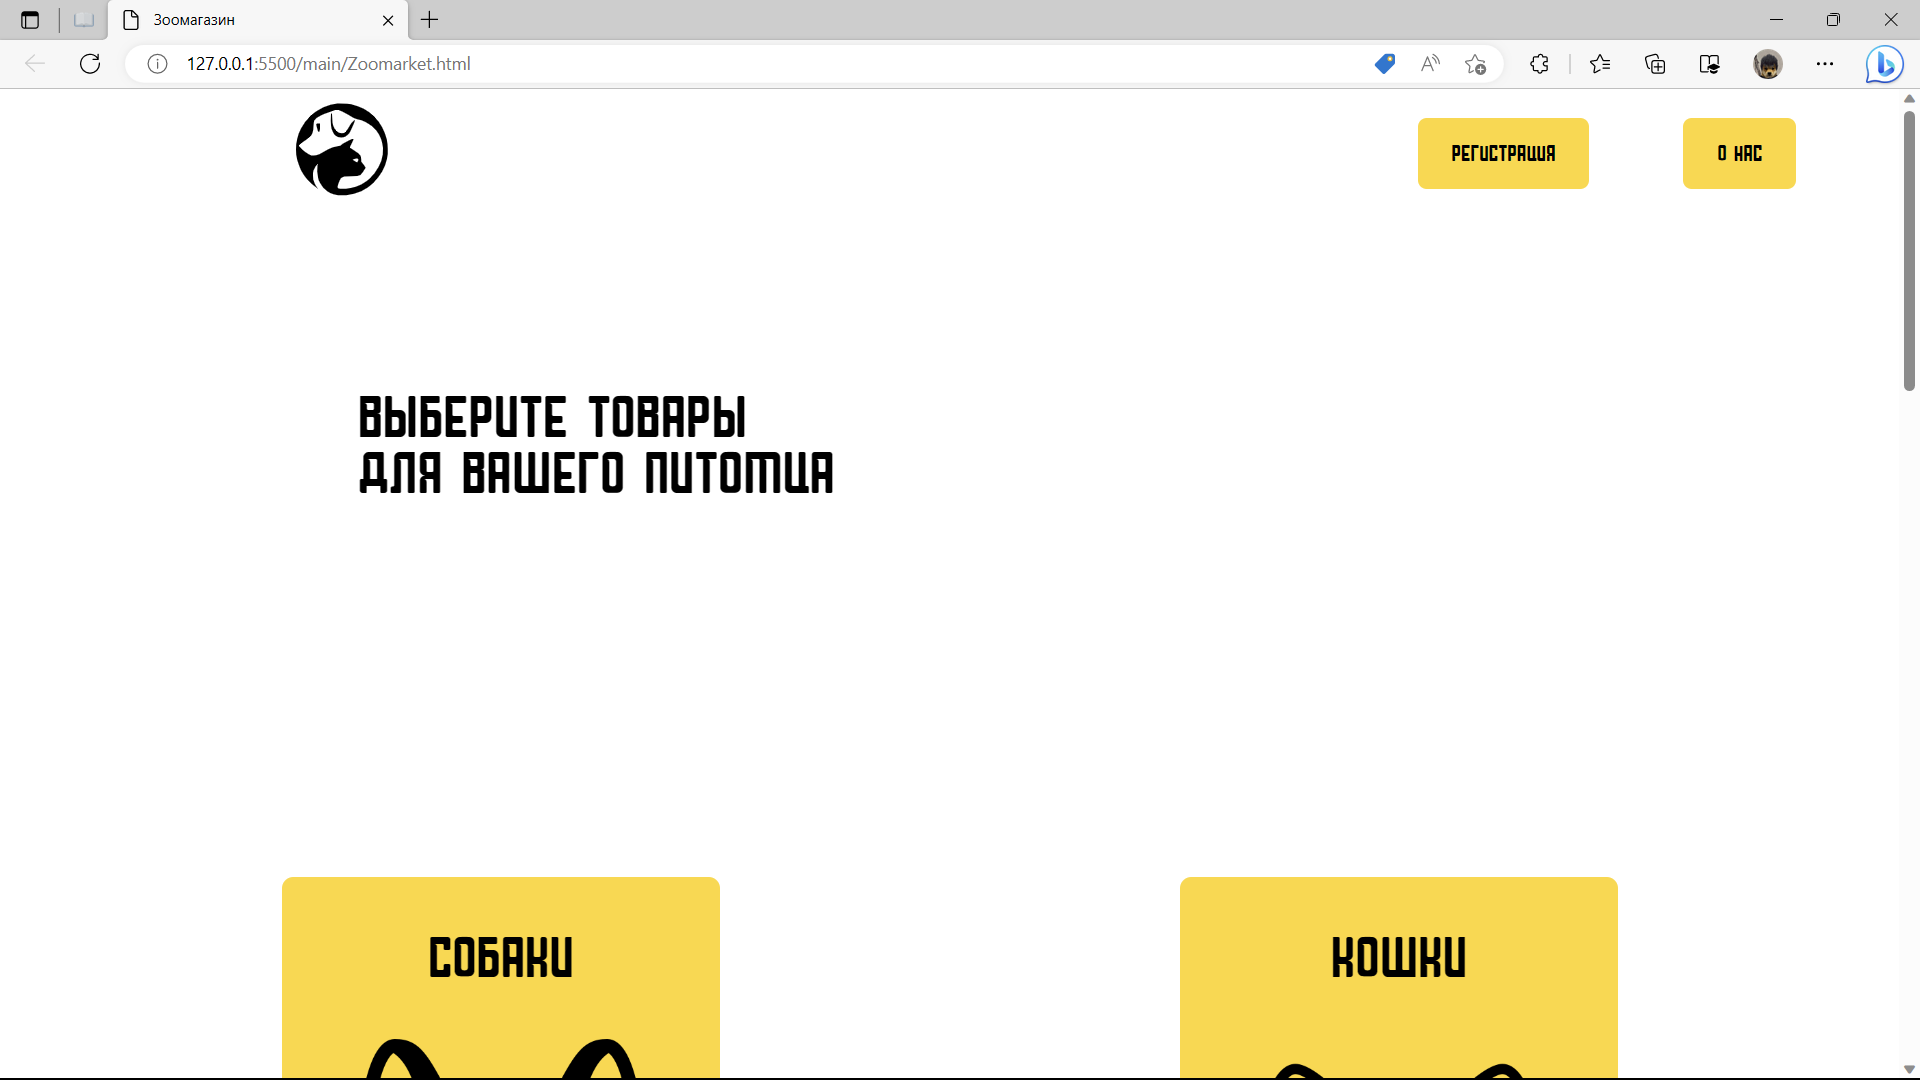 Зоомагазин
127.0.0.1:5500/main/Zoomarket.html
РЕГИСТРАЦИЯ
О НАС
ВЫБЕРИТЕ ТОВАРЫ
ДЛЯ ВАШЕГО ПИТОМЦА
СОБАКИ
КОШКИ